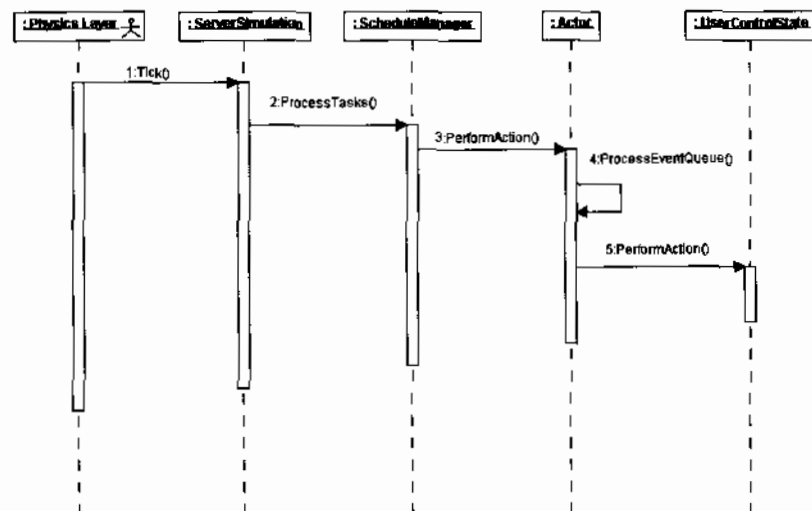 : Physics Layer
: ServerSimulation
: ScheduleManager
: Actor
: UserControlState
1:Tick()
2:ProcessTasks()
3:PerformAction()
4:ProcessEventQueue()
5:PerformAction()